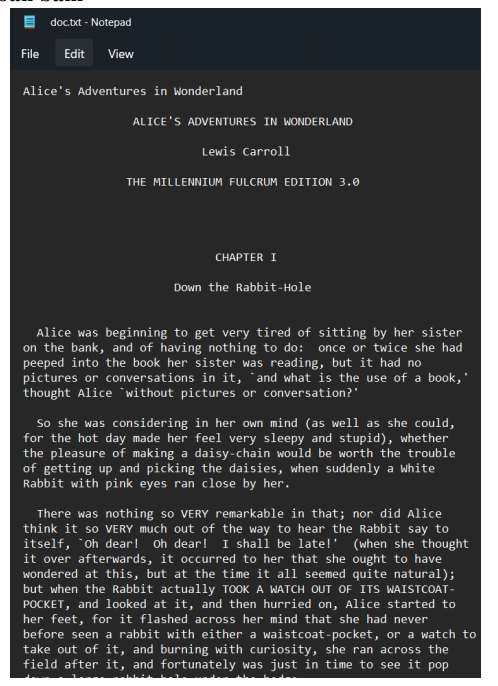 doc.txt - Notepad
File Edit View
Alice's Adventures in Wonderland
ALICE'S ADVENTURES IN WONDERLAND
Lewis Carroll
THE MILLENNIUM FULCRUM EDITION 3.0
CHAPTER I
Down the Rabbit-Hole
Alice was beginning to get very tired of sitting by her sister
on the bank, and of having nothing to do:  once or twice she had
peeped into the book her sister was reading, but it had no
pictures or conversations in it, `and what is the use of a book,'
thought Alice `without pictures or conversation?'
So she was considering in her own mind (as well as she could,
for the hot day made her feel very sleepy and stupid), whether
the pleasure of making a daisy-chain would be worth the trouble
of getting up and picking the daisies, when suddenly a White
Rabbit with pink eyes ran close by her.
There was nothing so VERY remarkable in that; nor did Alice
think it so VERY much out of the way to hear the Rabbit say to
itself, `Oh dear!  Oh dear!  I shall be late!'  (when she thought
it over afterwards, it occurred to her that she ought to have
wondered at this, but at the time it all seemed quite natural);
but when the Rabbit actually TOOK A WATCH OUT OF ITS WAISTCOAT-
POCKET, and looked at it, and then hurried on, Alice started to
her feet, for it flashed across her mind that she had never
before seen a rabbit with either a waistcoat-pocket, or a watch to
take out of it, and burning with curiosity, she ran across the
field after it, and fortunately was just in time to see it pop